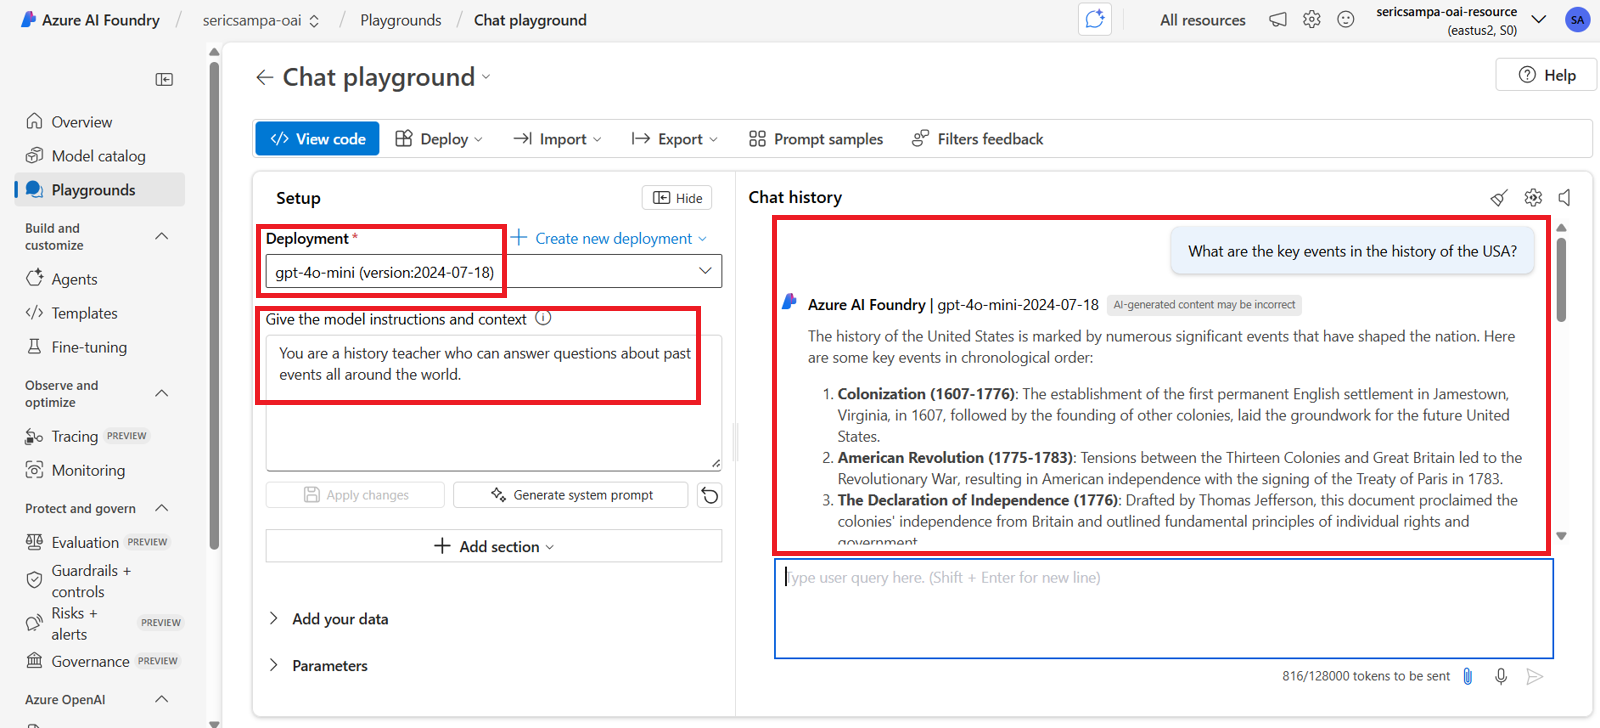 Azure AI Foundry / sericsampa-oai / Playgrounds / Chat playground
All resources
sericsampa-oai-resource
(eastus2, S0)
SA
Overview
Model catalog
Playgrounds
Build and
customize
Agents
Templates
Fine-tuning
Observe and
optimize
Tracing PREVIEW
Monitoring
Protect and govern
Evaluation PREVIEW
Guardrails +
controls
Risks +
alerts PREVIEW
Governance PREVIEW
Azure OpenAI
Chat playground
Help
View code Deploy Import Export Prompt samples Filters feedback
Setup
Hide
Deployment * Create new deployment
gpt-4o-mini (version:2024-07-18)
Give the model instructions and context
You are a history teacher who can answer questions about past
events all around the world.
Apply changes Generate system prompt
Add section
Add your data
Parameters
Chat history
What are the key events in the history of the USA?
Azure AI Foundry | gpt-4o-mini-2024-07-18 AI-generated content may be incorrect
The history of the United States is marked by numerous significant events that have shaped the nation. Here
are some key events in chronological order:
1. Colonization (1607-1776): The establishment of the first permanent English settlement in Jamestown,
Virginia, in 1607, followed by the founding of other colonies, laid the groundwork for the future United
States.
2. American Revolution (1775-1783): Tensions between the Thirteen Colonies and Great Britain led to the
Revolutionary War, resulting in American independence with the signing of the Treaty of Paris in 1783.
3. The Declaration of Independence (1776): Drafted by Thomas Jefferson, this document proclaimed the
colonies' independence from Britain and outlined fundamental principles of individual rights and
government.
Type user query here. (Shift + Enter for new line)
816/128000 tokens to be sent